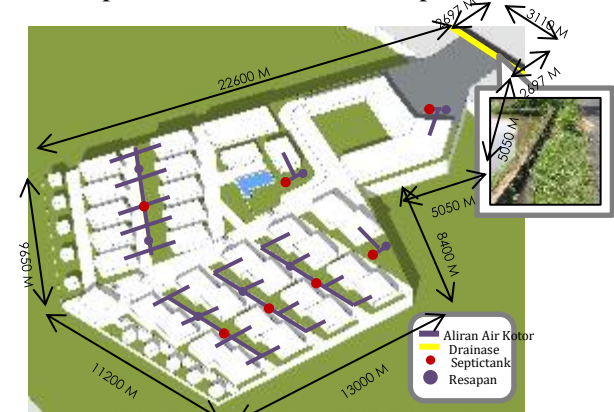 2697 M
3110 M
22600 M
2697 M
5050 M
5050 M
8400 M
9650 M
11200 M
13000 M
Aliran Air Kotor
Drainase
Septictank
Resapan